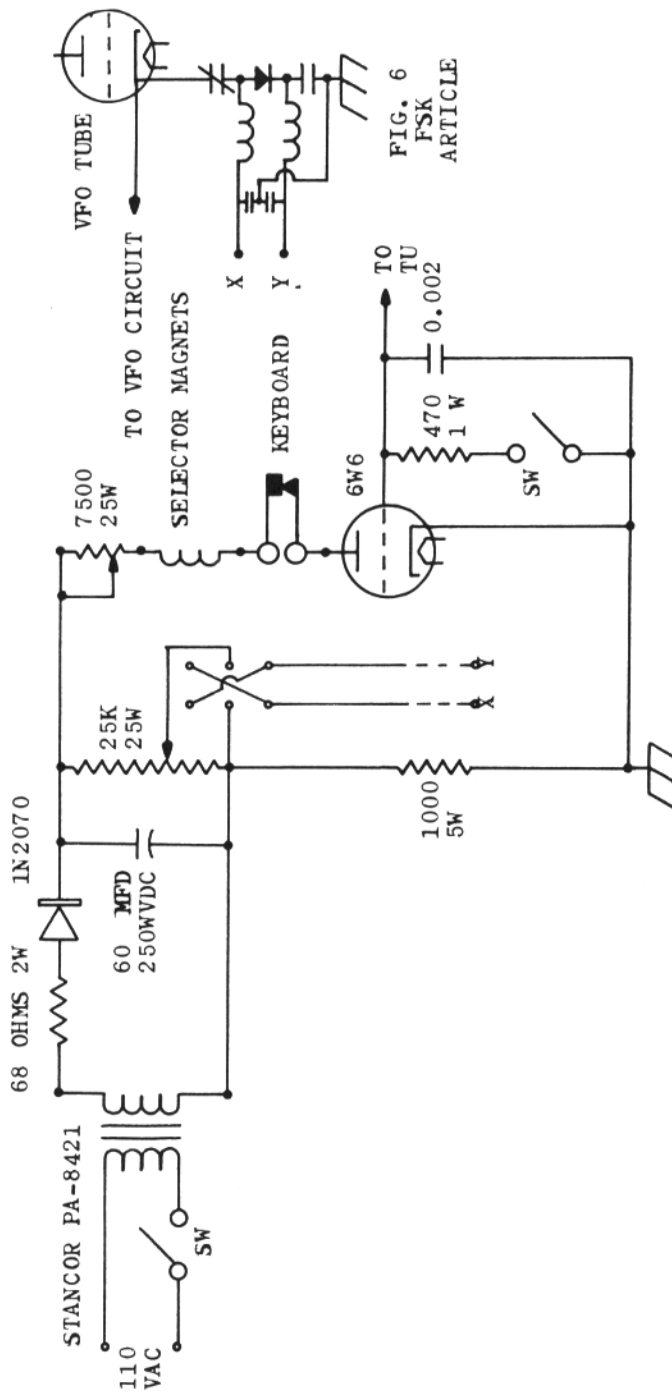 STANCOR PA-8421
110
VAC
SW
68 OHMS 2W
1N2070
60 MFD
250WVDC
25K
25W
7500
25W
SELECTOR MAGNETS
KEYBOARD
6W6
TO
TU
470
1 W
0.002
SW
1000
5W
X
Y
VFO TUBE
TO VFO CIRCUIT
X
Y
FIG. 6
FSK
ARTICLE